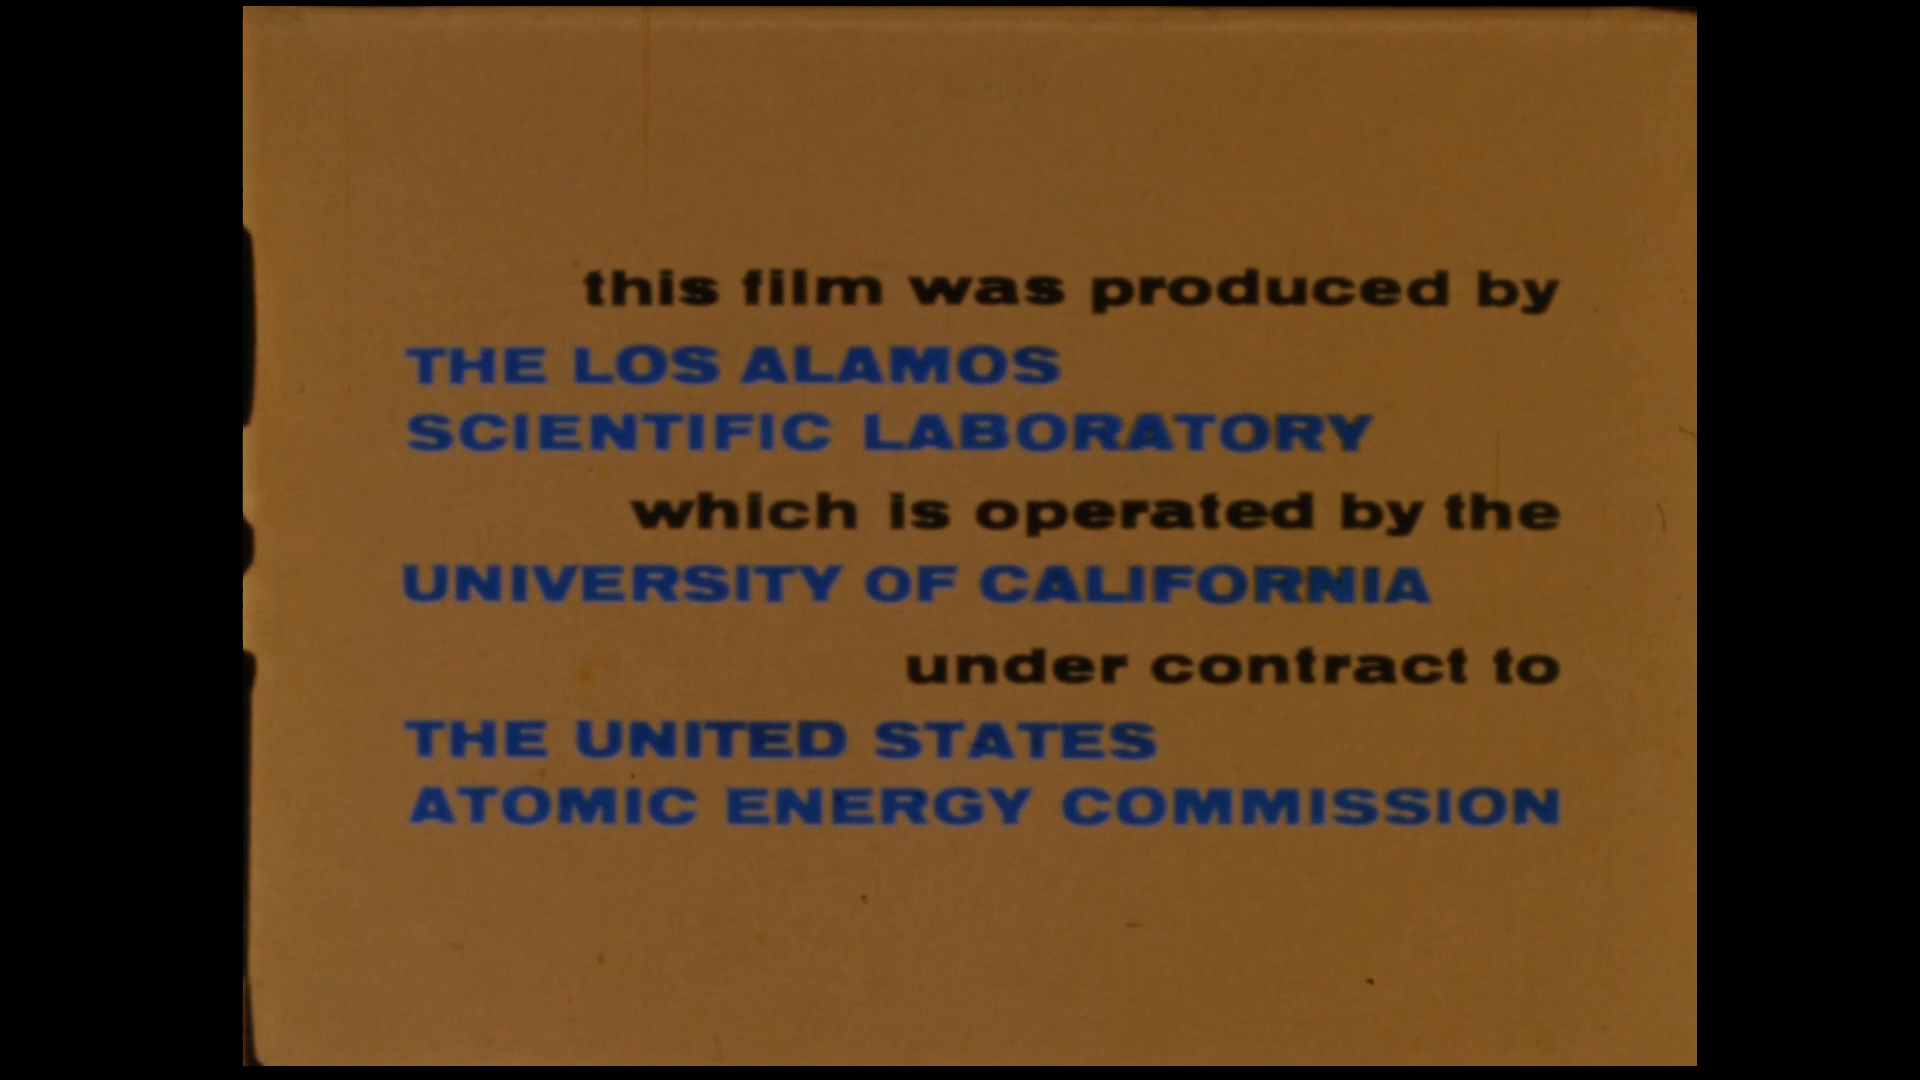 this film was produced by
THE LOS ALAMOS
SCIENTIFIC LABORATORY
which is operated by the
UNIVERSITY OF CALIFORNIA
under contract to
THE UNITED STATES
ATOMIC ENERGY COMMISSION